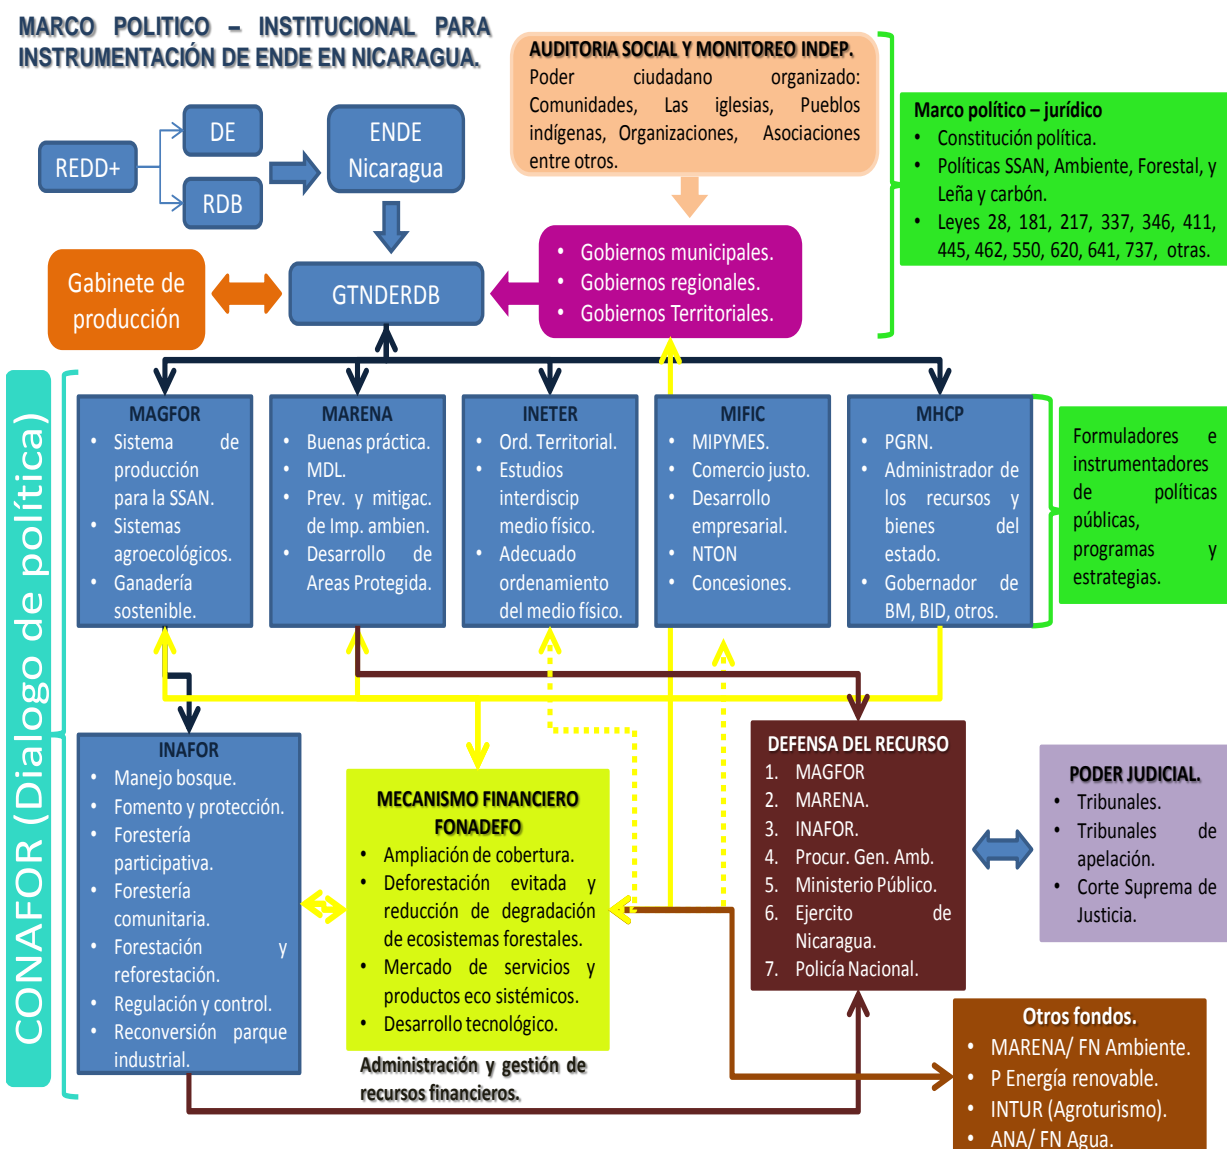 MARCO POLITICO – INSTITUCIONAL PARA
INSTRUMENTACIÓN DE ENDE EN NICARAGUA.
REDD+
DE
RDB
ENDE
Nicaragua
AUDITORIA SOCIAL Y MONITOREO INDEP.
Poder ciudadano organizado:
Comunidades, Las iglesias, Pueblos
indígenas, Organizaciones, Asociaciones
entre otros.
Marco político – jurídico
• Constitución política.
• Políticas SSAN, Ambiente, Forestal, y
Leña y carbón.
• Leyes 28, 181, 217, 337, 346, 411,
445, 462, 550, 620, 641, 737, otras.
Gabinete de
producción
GTNDERDB
• Gobiernos municipales.
• Gobiernos regionales.
• Gobiernos Territoriales.
CONAFOR (Dialogo de política)
MAGFOR
• Sistema de
producción
para la SSAN.
• Sistemas
agroecológicos.
• Ganadería
sostenible.
MARENA
• Buenas práctica.
• MDL.
• Prev. y mitigac.
de Imp. ambien.
• Desarrollo de
Areas Protegida.
INETER
• Ord. Territorial.
• Estudios
interdiscip
medio físico.
• Adecuado
ordenamiento
del medio físico.
MIFIC
• MIPYMES.
• Comercio justo.
• Desarrollo
empresarial.
• NTON
• Concesiones.
MHCP
• PGRN.
• Administrador de
los recursos y
bienes del
estado.
• Gobernador de
BM, BID, otros.
Formuladores e
instrumentadores
de políticas
públicas,
programas y
estrategias.
INAFOR
• Manejo bosque.
• Fomento y protección.
• Forestería
participativa.
• Forestería
comunitaria.
• Forestación y
reforestación.
• Regulación y control.
• Reconversión parque
industrial.
MECANISMO FINANCIERO
FONADEFO
• Ampliación de cobertura.
• Deforestación evitada y
reducción de degradación
de ecosistemas forestales.
• Mercado de servicios y
productos eco sistémicos.
• Desarrollo tecnológico.
Administración y gestión de
recursos financieros.
DEFENSA DEL RECURSO
1. MAGFOR
2. MARENA.
3. INAFOR.
4. Procur. Gen. Amb.
5. Ministerio Público.
6. Ejercito de
Nicaragua.
7. Policía Nacional.
PODER JUDICIAL.
• Tribunales.
• Tribunales de
apelación.
• Corte Suprema de
Justicia.
Otros fondos.
• MARENA/ FN Ambiente.
• P Energía renovable.
• INTUR (Agroturismo).
• ANA/ FN Agua.